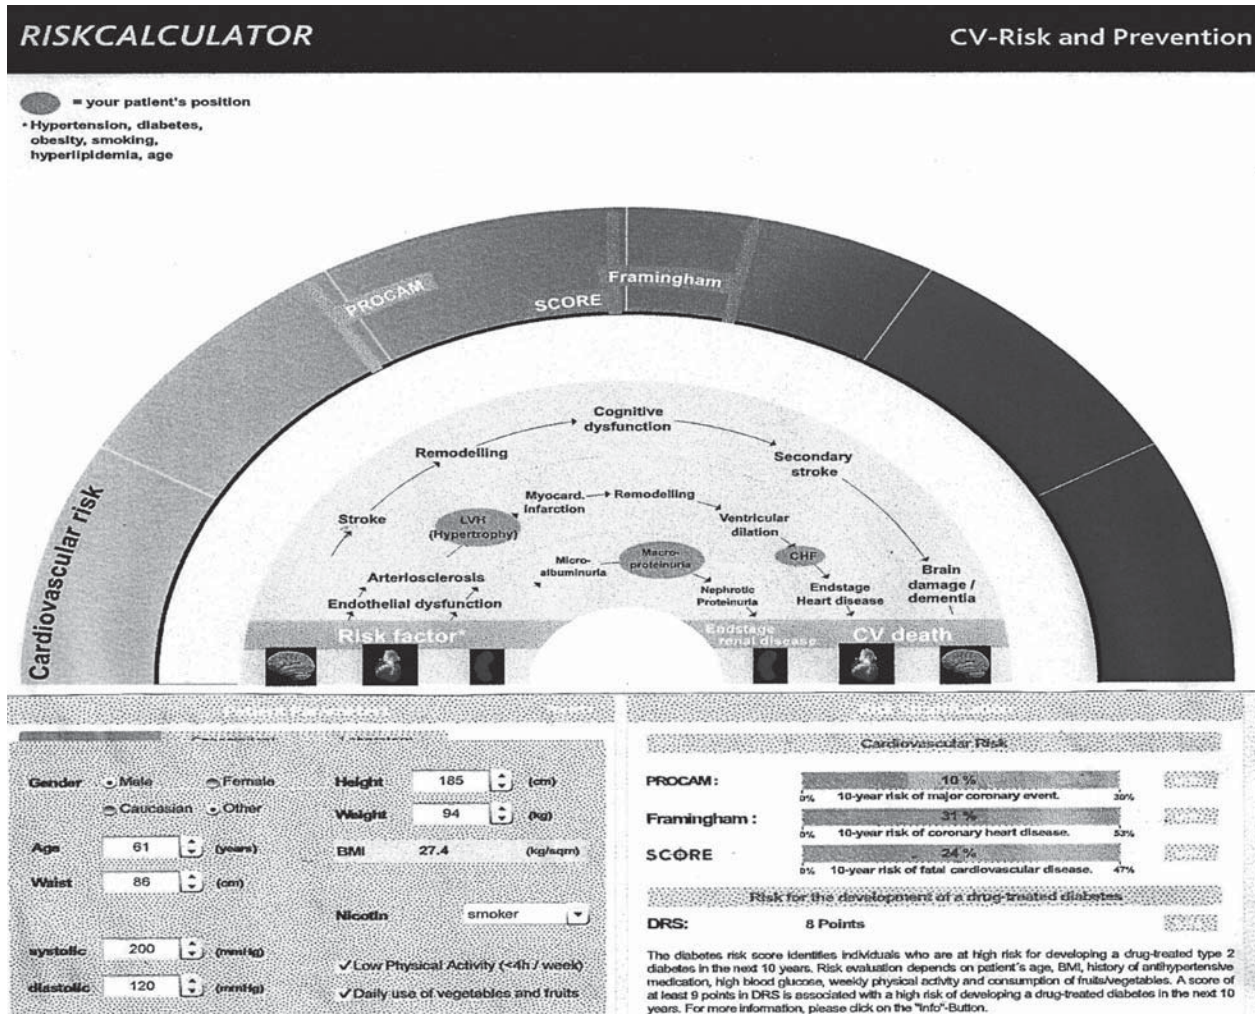 RISKCALCULATOR
CV-Risk and Prevention
= your patient's position
• Hypertension, diabetes,
obesity, smoking,
hyperlipidemia, age
Cardiovascular risk
PROCAM
SCORE
Framingham
Cognitive
dysfunction
Remodelling
Secondary
stroke
Stroke
Myocard.
infarction
Remodelling
LVH
(Hypertrophy)
Ventricular
dilation
Micro-
albuminuria
Macro-
proteinuria
CHF
Arteriosclerosis
Endothelial dysfunction
Nephrotic
Proteinuria
Endstage
Heart disease
Brain
damage /
dementia
Risk factor*
Endstage
renal disease
CV death
Patient Parameters
Risk Stratification
Gender
Male
Female
Caucasian
Other
Age 61 (years)
Waist 86 (cm)
systolic 200 (mmHg)
diastolic 120 (mmHg)
Height 185 (cm)
Weight 94 (kg)
BMI 27.4 (kg/sqm)
Nicotin smoker
✓Low Physical Activity (<4h / week)
✓Daily use of vegetables and fruits
Cardiovascular Risk
PROCAM: 10 %
0% 10-year risk of major coronary event. 30%
Framingham: 31 %
0% 10-year risk of coronary heart disease. 53%
SCORE 24 %
0% 10-year risk of fatal cardiovascular disease. 47%
Risk for the development of a drug-treated diabetes
DRS: 8 Points
The diabetes risk score identifies individuals who are at high risk for developing a drug-treated type 2
diabetes in the next 10 years. Risk evaluation depends on patient's age, BMI, history of antihypertensive
medication, high blood glucose, weekly physical activity and consumption of fruits/vegetables. A score of
at least 9 points in DRS is associated with a high risk of developing a drug-treated diabetes in the next 10
years. For more information, please click on the "Info"-Button.